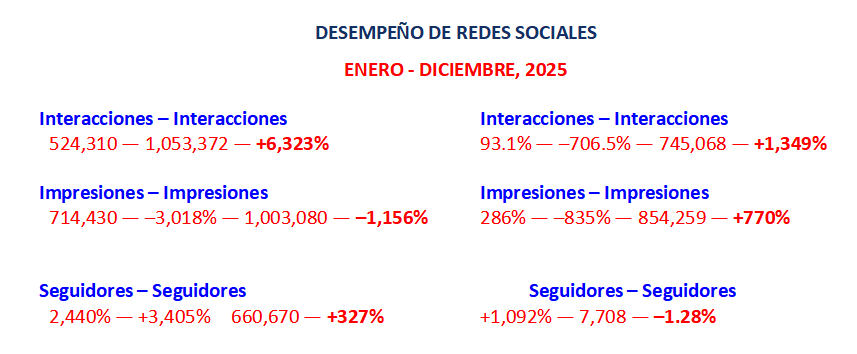 DESEMPEÑO DE REDES SOCIALES
ENERO - DICIEMBRE, 2025
Interacciones – Interacciones
524,310 — 1,053,372 — +6,323%
Interacciones – Interacciones
93.1% — –706.5% — 745,068 — +1,349%
Impresiones – Impresiones
714,430 — –3,018% — 1,003,080 — –1,156%
Impresiones – Impresiones
286% — –835% — 854,259 — +770%
Seguidores – Seguidores
2,440% — +3,405% 660,670 — +327%
Seguidores – Seguidores
+1,092% — 7,708 — –1.28%